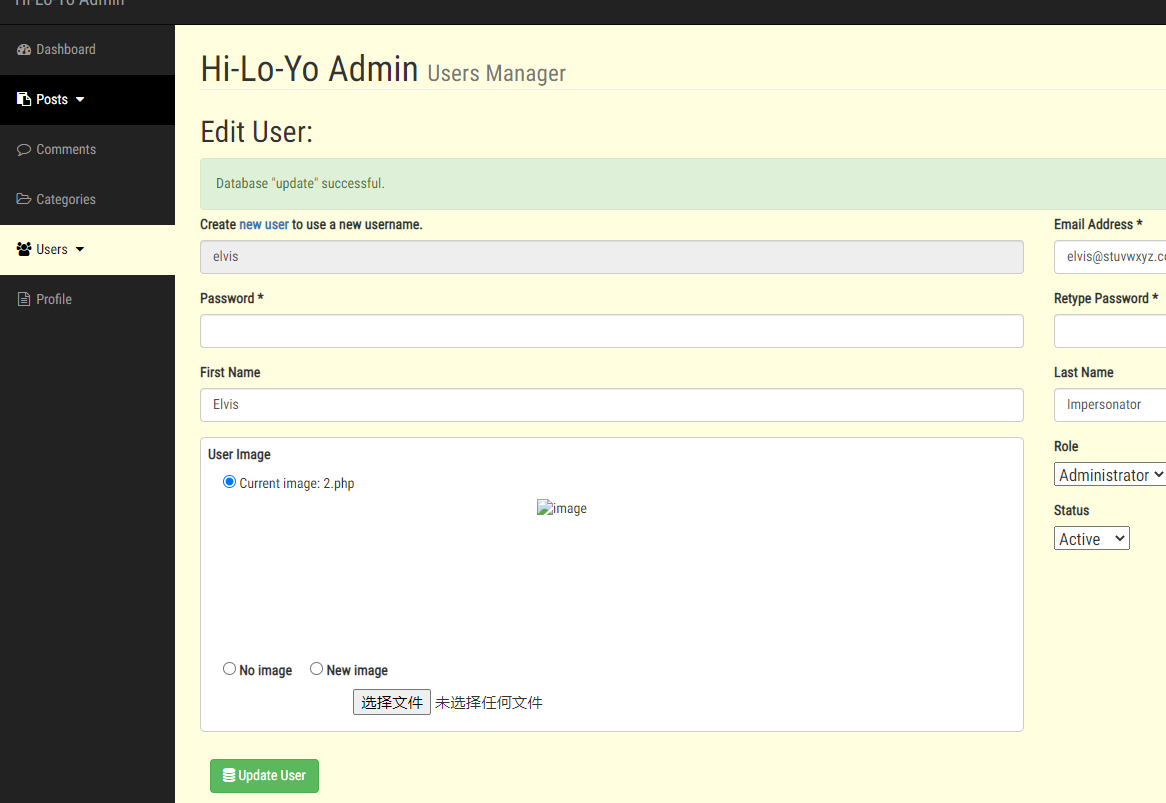 Hi-Lo-Yo Admin
Dashboard
Posts
Comments
Categories
Users
Profile
Hi-Lo-Yo Admin Users Manager
Edit User:
Database "update" successful.
Create new user to use a new username.
Email Address *
elvis
elvis@stuvwxyz.co
Password *
Retype Password *
First Name
Last Name
Elvis
Impersonator
User Image
Role
Current image: 2.php
Administrator
image
Status
Active
No image New image
选择文件 未选择任何文件
Update User